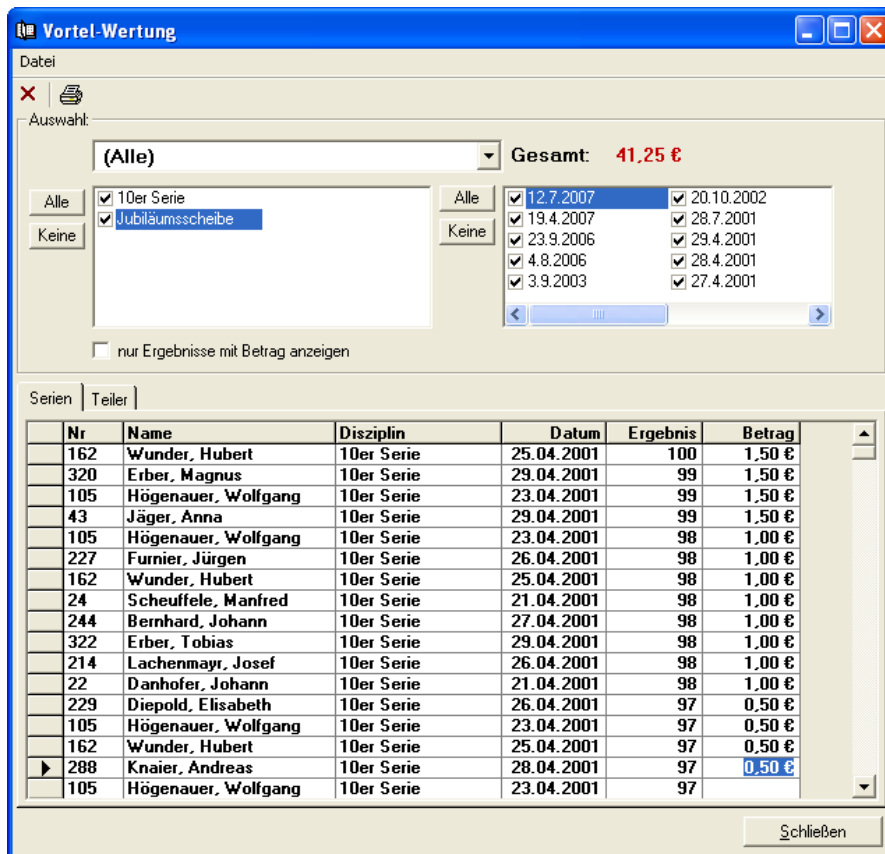 Vortel-Wertung
Datei
Auswahl:
(Alle) Gesamt: 41,25 €
Alle
Keine
10er Serie
Jubiläumsscheibe
Alle
Keine
12.7.2007 20.10.2002
19.4.2007 28.7.2001
23.9.2006 29.4.2001
4.8.2006 28.4.2001
3.9.2003 27.4.2001
nur Ergebnisse mit Betrag anzeigen
Serien Teiler
Nr Name Disziplin Datum Ergebnis Betrag
162 Wunder, Hubert 10er Serie 25.04.2001 100 1,50 €
320 Erber, Magnus 10er Serie 29.04.2001 99 1,50 €
105 Högenauer, Wolfgang 10er Serie 23.04.2001 99 1,50 €
43 Jäger, Anna 10er Serie 29.04.2001 99 1,50 €
105 Högenauer, Wolfgang 10er Serie 23.04.2001 98 1,00 €
227 Furnier, Jürgen 10er Serie 26.04.2001 98 1,00 €
162 Wunder, Hubert 10er Serie 25.04.2001 98 1,00 €
24 Scheuffele, Manfred 10er Serie 21.04.2001 98 1,00 €
244 Bernhard, Johann 10er Serie 27.04.2001 98 1,00 €
322 Erber, Tobias 10er Serie 29.04.2001 98 1,00 €
214 Lachenmayr, Josef 10er Serie 26.04.2001 98 1,00 €
22 Danhofer, Johann 10er Serie 21.04.2001 98 1,00 €
229 Diepold, Elisabeth 10er Serie 26.04.2001 97 0,50 €
105 Högenauer, Wolfgang 10er Serie 23.04.2001 97 0,50 €
162 Wunder, Hubert 10er Serie 25.04.2001 97 0,50 €
288 Knaier, Andreas 10er Serie 28.04.2001 97 0,50 €
105 Högenauer, Wolfgang 10er Serie 23.04.2001 97
Schließen